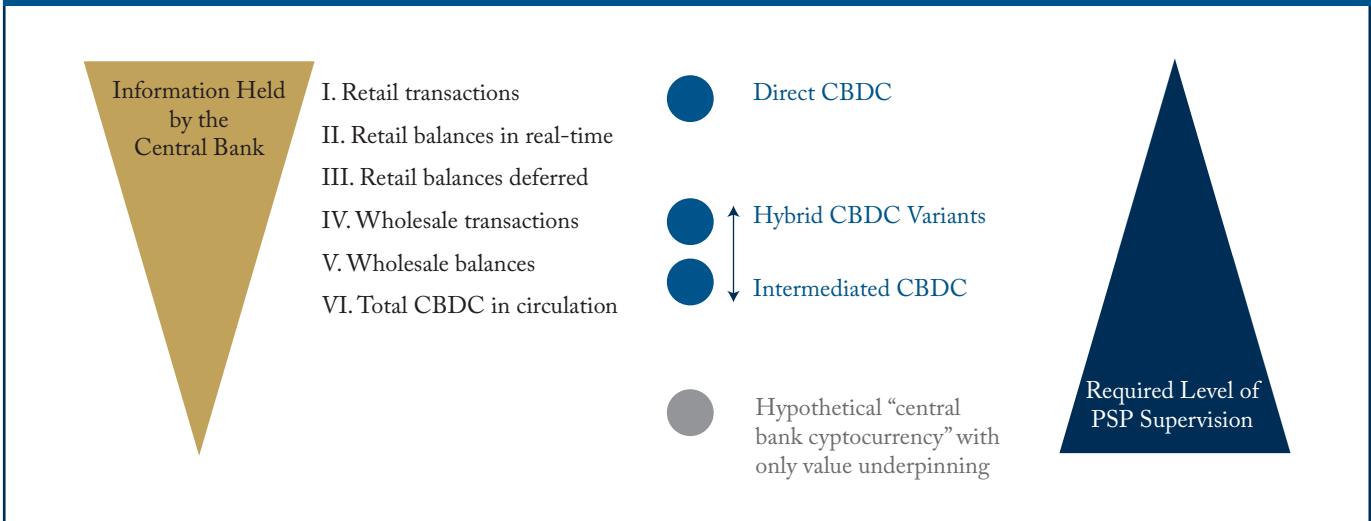 Information Held
by the
Central Bank
I. Retail transactions
II. Retail balances in real-time
III. Retail balances deferred
IV. Wholesale transactions
V. Wholesale balances
VI. Total CBDC in circulation
Direct CBDC
Hybrid CBDC Variants
Intermediated CBDC
Hypothetical “central
bank cyptocurrency” with
only value underpinning
Required Level of
PSP Supervision